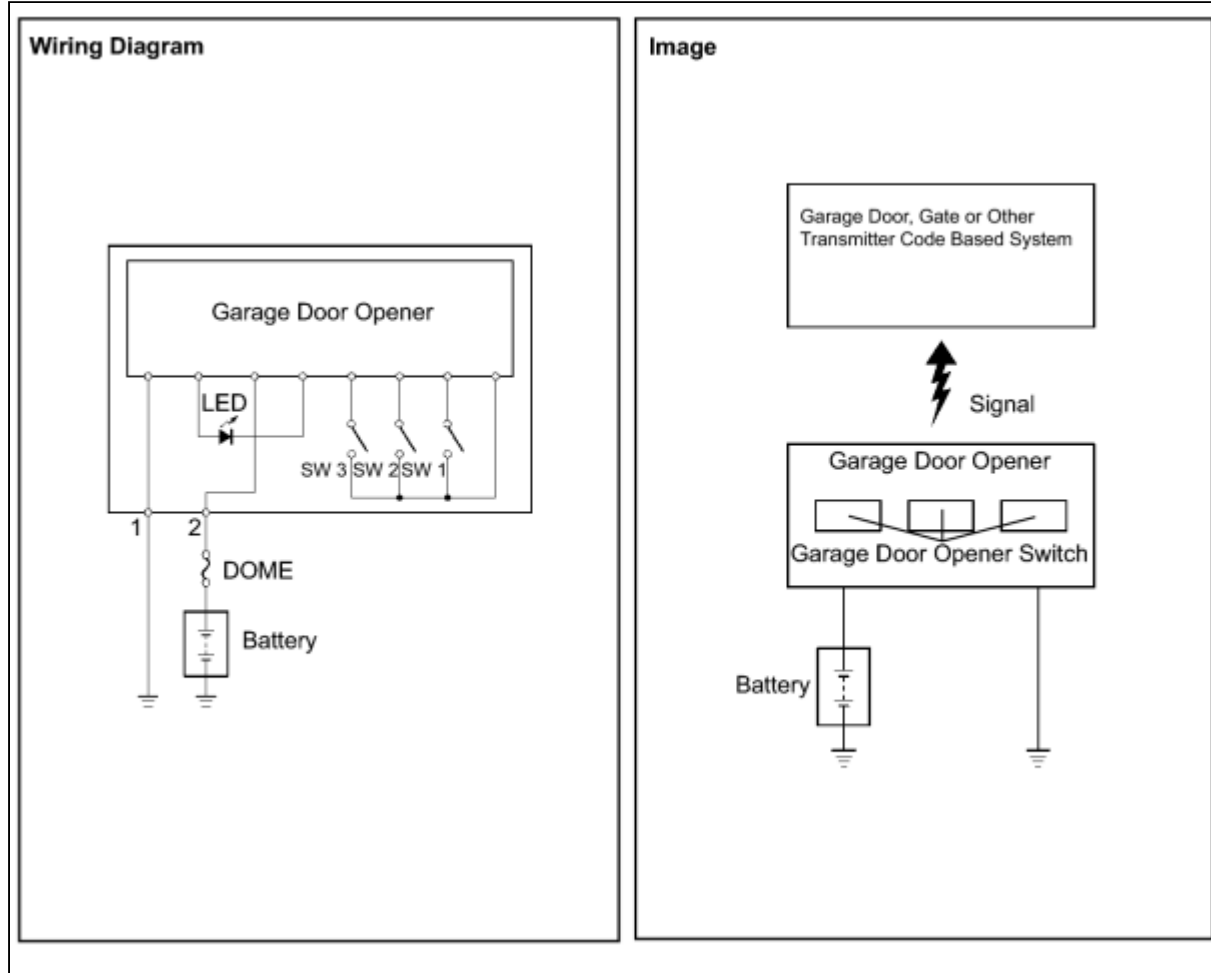 Wiring Diagram
Garage Door Opener
LED
SW 3 SW 2 SW 1
1 2
DOME
Battery
Image
Garage Door, Gate or Other
Transmitter Code Based System
Signal
Garage Door Opener
Garage Door Opener Switch
Battery